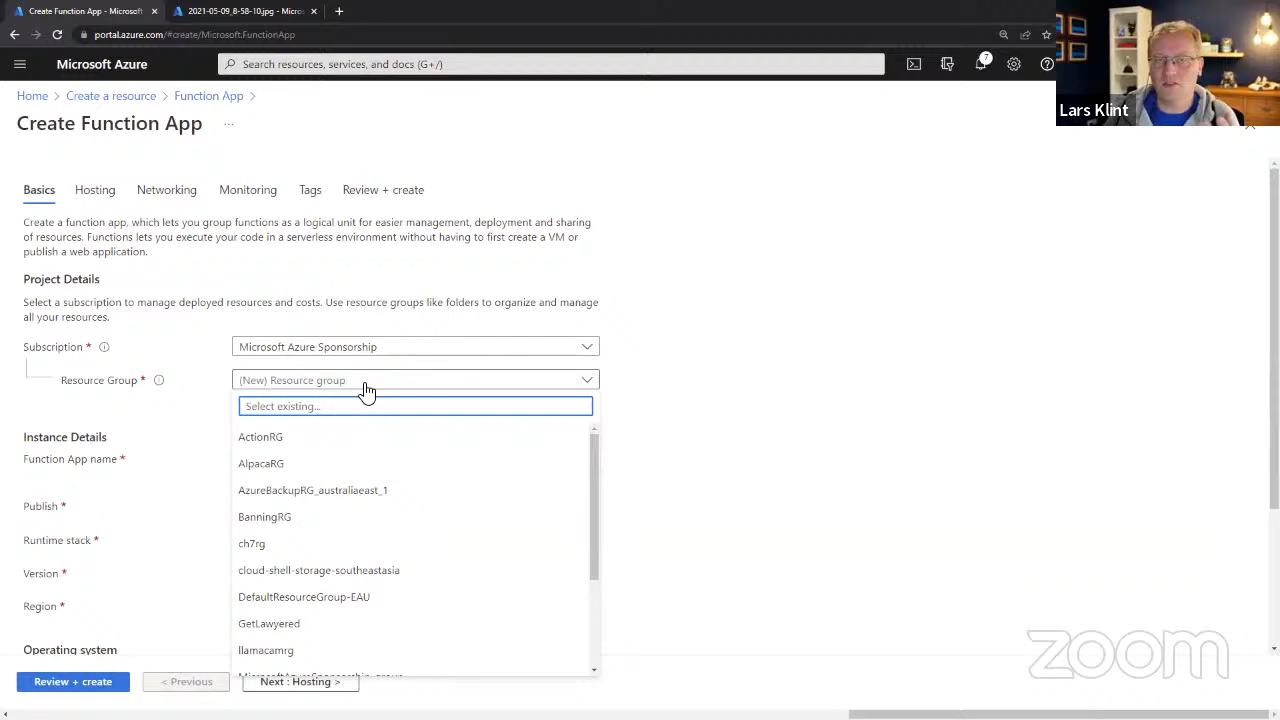 Create Function App - Microsoft
2021-05-09_8-58-10.jpg - Micros
portal.azure.com/#create/Microsoft.FunctionApp
Microsoft Azure
Search resources, services, and docs (G+/)
7
Lars Klint
Home > Create a resource > Function App >
Create Function App ...
Basics Hosting Networking Monitoring Tags Review + create
Create a function app, which lets you group functions as a logical unit for easier management, deployment and sharing
of resources. Functions lets you execute your code in a serverless environment without having to first create a VM or
publish a web application.
Project Details
Select a subscription to manage deployed resources and costs. Use resource groups like folders to organize and manage
all your resources.
Subscription * Microsoft Azure Sponsorship
Resource Group * (New) Resource group
Select existing...
ActionRG
Instance Details
Function App name *
AlpacaRG
AzureBackupRG_australiaeast_1
Publish *
BanningRG
Runtime stack *
ch7rg
Version *
cloud-shell-storage-southeastasia
Region *
DefaultResourceGroup-EAU
GetLawyered
Operating system
llamacamrg
MicrosoftAzureSponsorship_group
Review + create < Previous Next : Hosting >
zoom